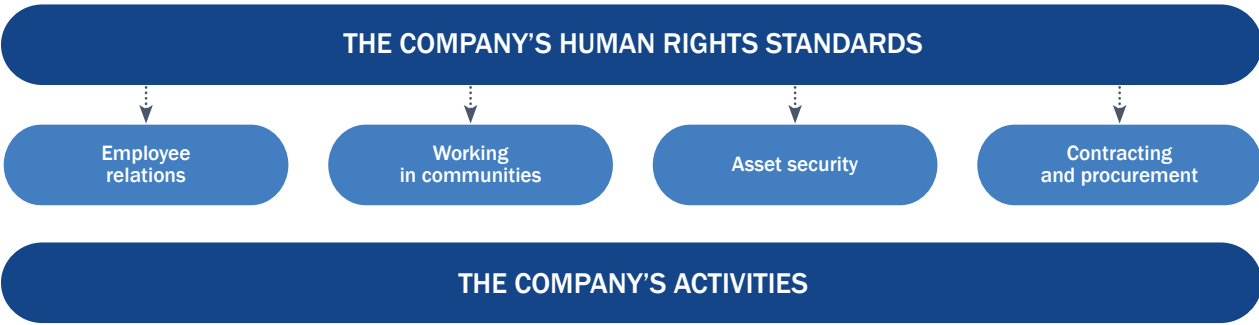 THE COMPANY’S HUMAN RIGHTS STANDARDS
Employee
relations
Working
in communities
Asset security
Contracting
and procurement
THE COMPANY’S ACTIVITIES